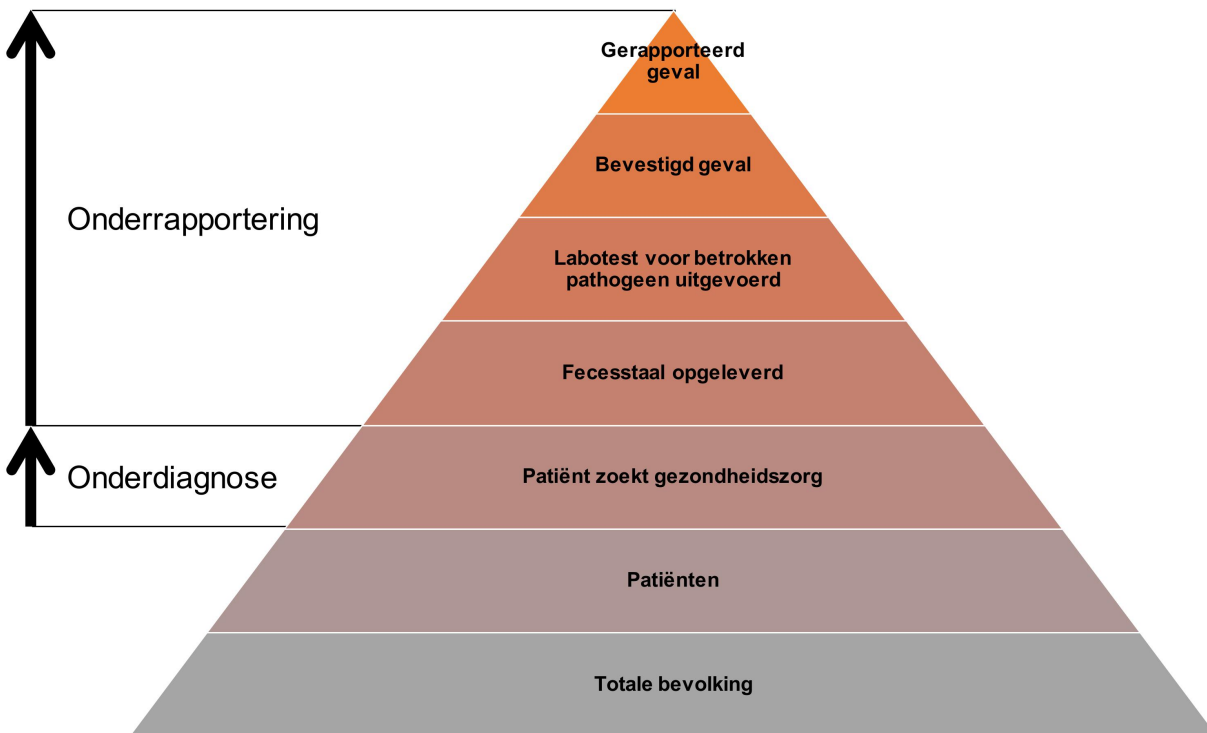 Gerapporteerd
geval
Bevestigd geval
Onderrapportering
Labotest voor betrokken
pathogeen uitgevoerd
Fecesstaal opgeleverd
Onderdiagnose
Patiënt zoekt gezondheidszorg
Patiënten
Totale bevolking